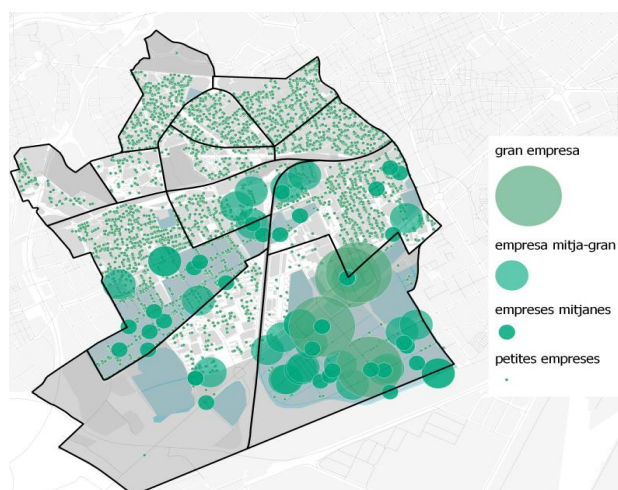 gran empresa
empresa mitja-gran
empreses mitjanes
petites empreses